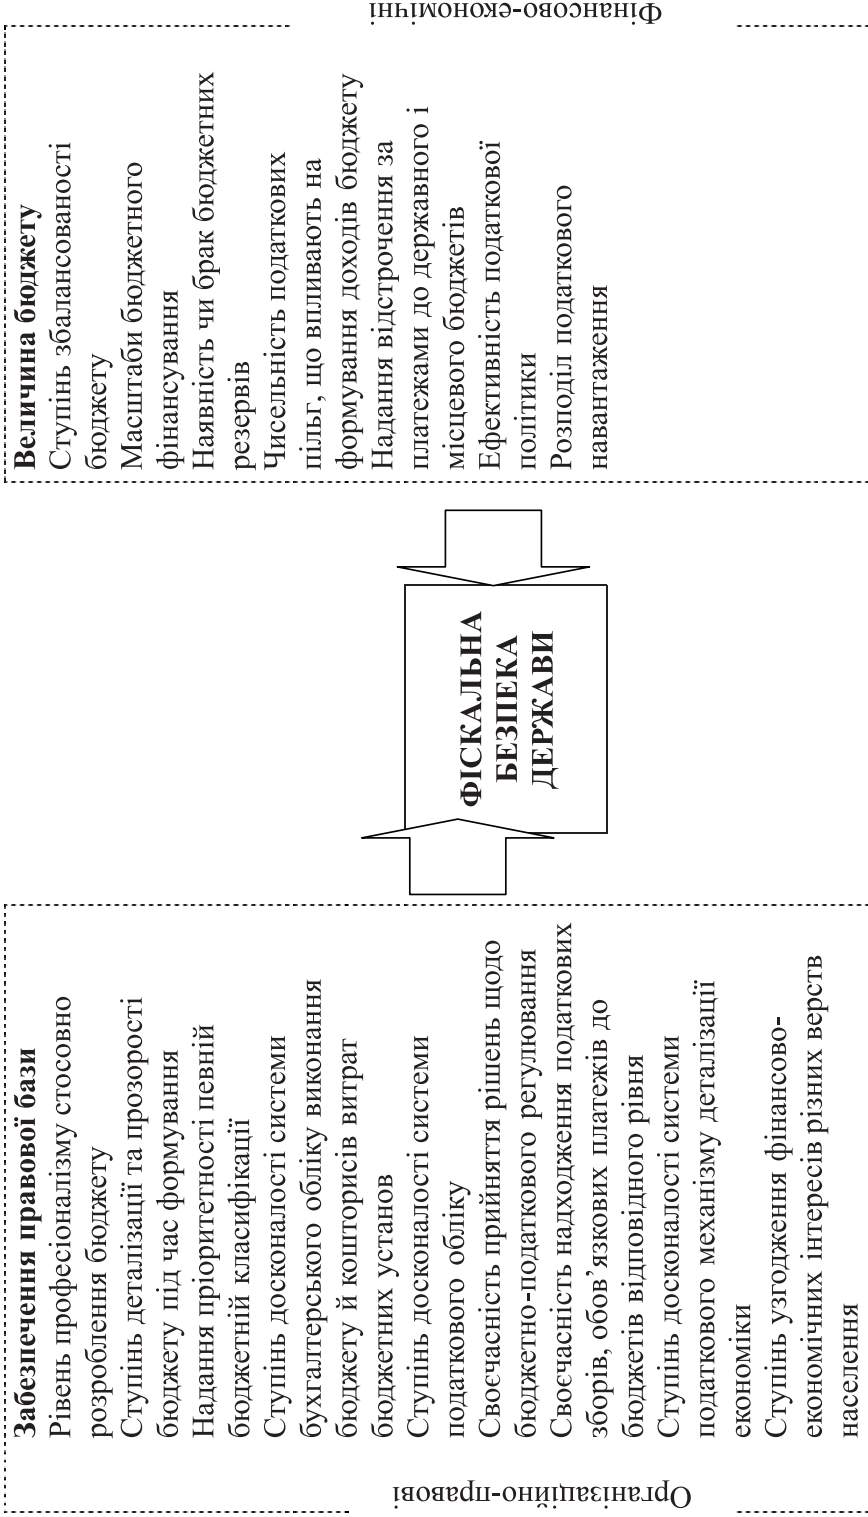 Організаційно-правові
Забезпечення правової бази
Рівень професіоналізму стосовно
розроблення бюджету
Ступінь деталізації та прозорості
бюджету під час формування
Надання пріоритетності певній
бюджетній класифікації
Ступінь досконалості системи
бухгалтерського обліку виконання
бюджету й кошторисів витрат
бюджетних установ
Ступінь досконалості системи
податкового обліку
Своєчасність прийняття рішень щодо
бюджетно-податкового регулювання
Своєчасність надходження податкових
зборів, обов’язкових платежів до
бюджетів відповідного рівня
Ступінь досконалості системи
податкового механізму деталізації
економіки
Ступінь узгодження фінансово-
економічних інтересів різних верств
населення
ФІСКАЛЬНА
БЕЗПЕКА
ДЕРЖАВИ
Величина бюджету
Ступінь збалансованості
бюджету
Масштаби бюджетного
фінансування
Наявність чи брак бюджетних
резервів
Чисельність податкових
пільг, що впливають на
формування доходів бюджету
Надання відстрочення за
платежами до державного і
місцевого бюджетів
Ефективність податкової
політики
Розподіл податкового
навантаження
Фінансово-економічні